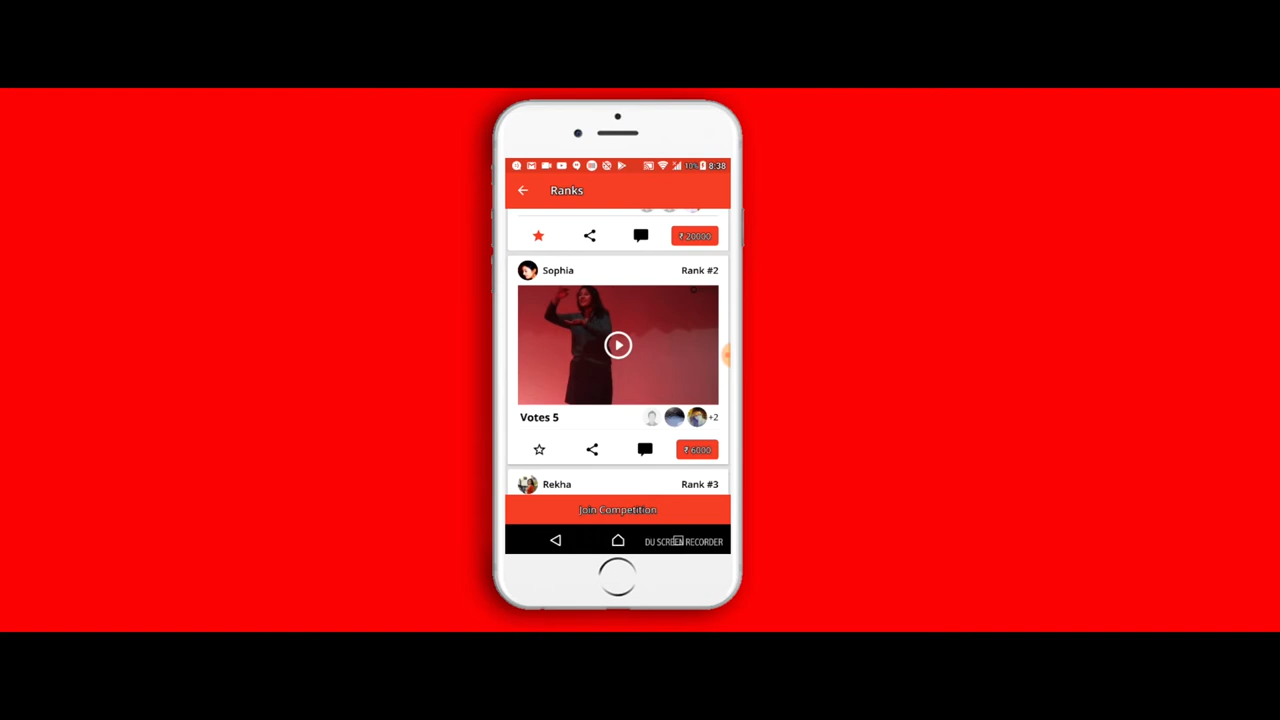 10% 8:38
Ranks
₹ 20000
Sophia Rank #2
Votes 5 +2
₹ 6000
Rekha Rank #3
Join Competition
DU SCREEN RECORDER